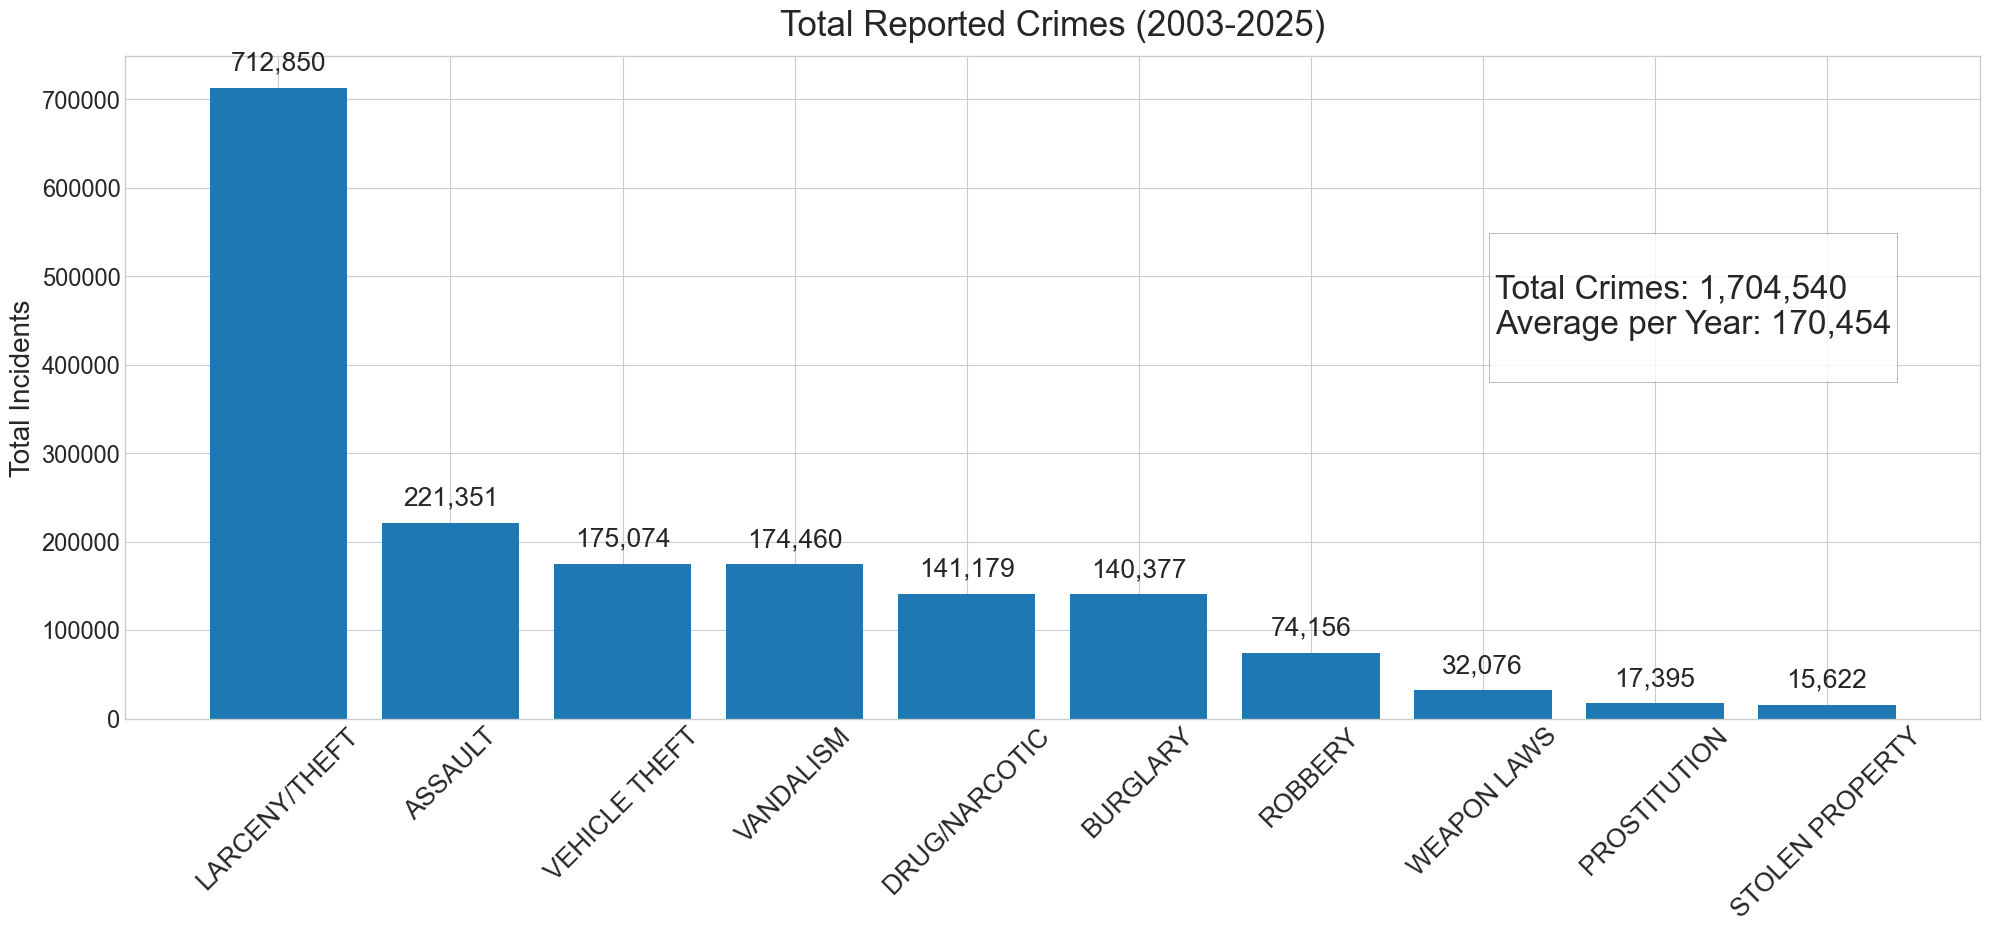 Total Reported Crimes (2003-2025)
Total Incidents
700000
600000
500000
400000
300000
200000
100000
0
712,850
221,351
175,074
174,460
141,179
140,377
74,156
32,076
17,395
15,622
Total Crimes: 1,704,540
Average per Year: 170,454
LARCENY/THEFT
ASSAULT
VEHICLE THEFT
VANDALISM
DRUG/NARCOTIC
BURGLARY
ROBBERY
WEAPON LAWS
PROSTITUTION
STOLEN PROPERTY